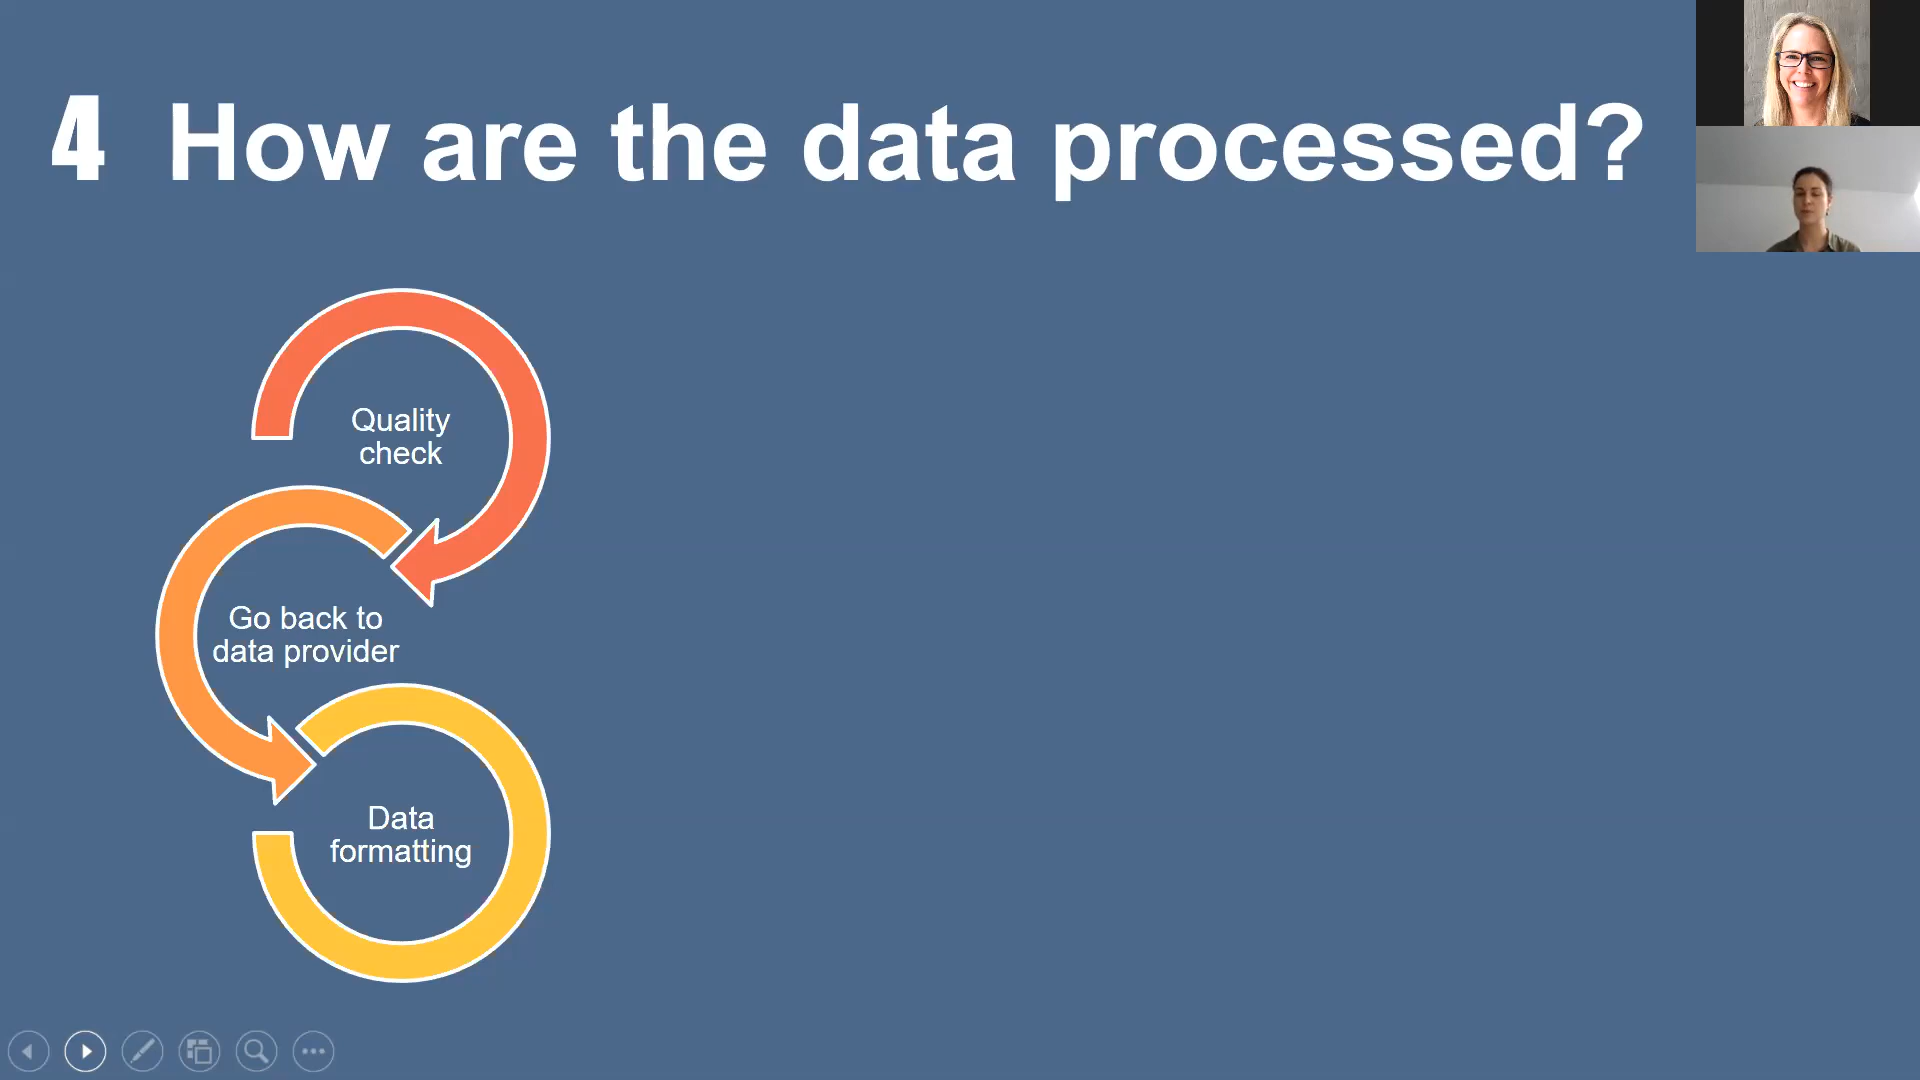 4 How are the data processed?
Quality
check
Go back to
data provider
Data
formatting